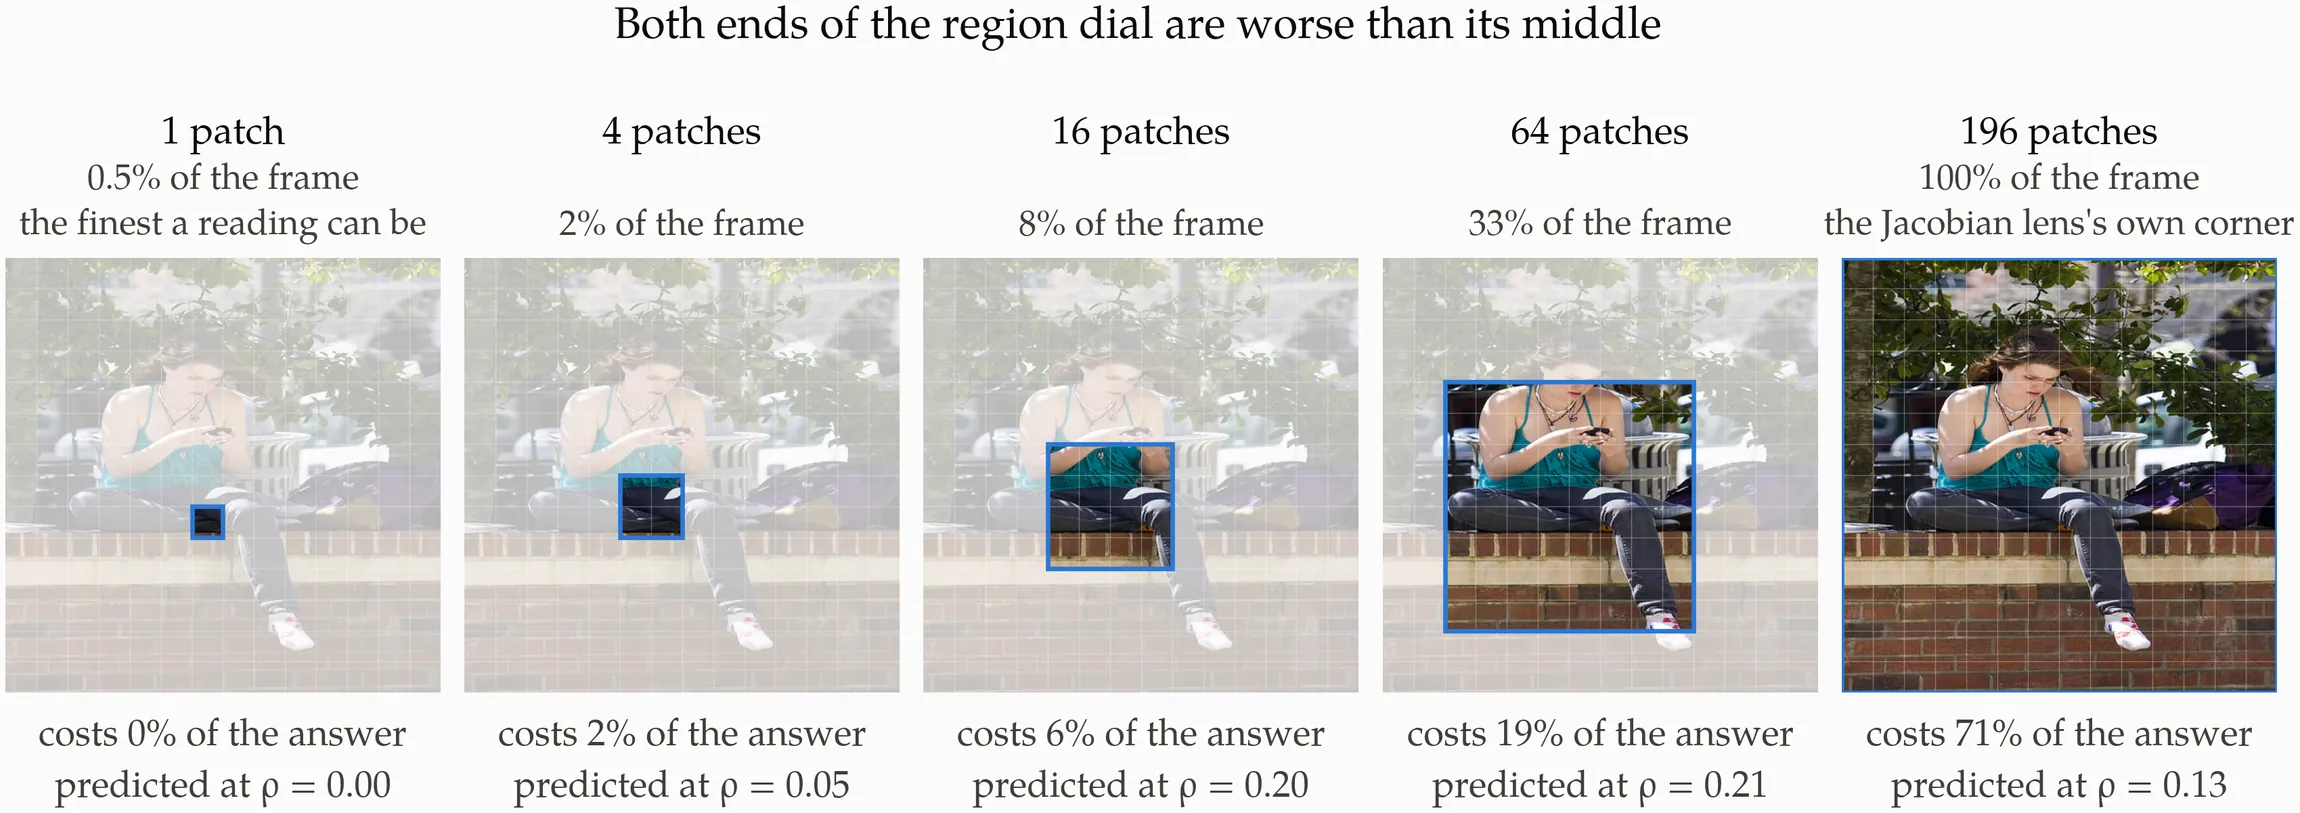 Both ends of the region dial are worse than its middle
1 patch
0.5% of the frame
the finest a reading can be
4 patches
2% of the frame
16 patches
8% of the frame
64 patches
33% of the frame
196 patches
100% of the frame
the Jacobian lens's own corner
costs 0% of the answer
predicted at ρ = 0.00
costs 2% of the answer
predicted at ρ = 0.05
costs 6% of the answer
predicted at ρ = 0.20
costs 19% of the answer
predicted at ρ = 0.21
costs 71% of the answer
predicted at ρ = 0.13